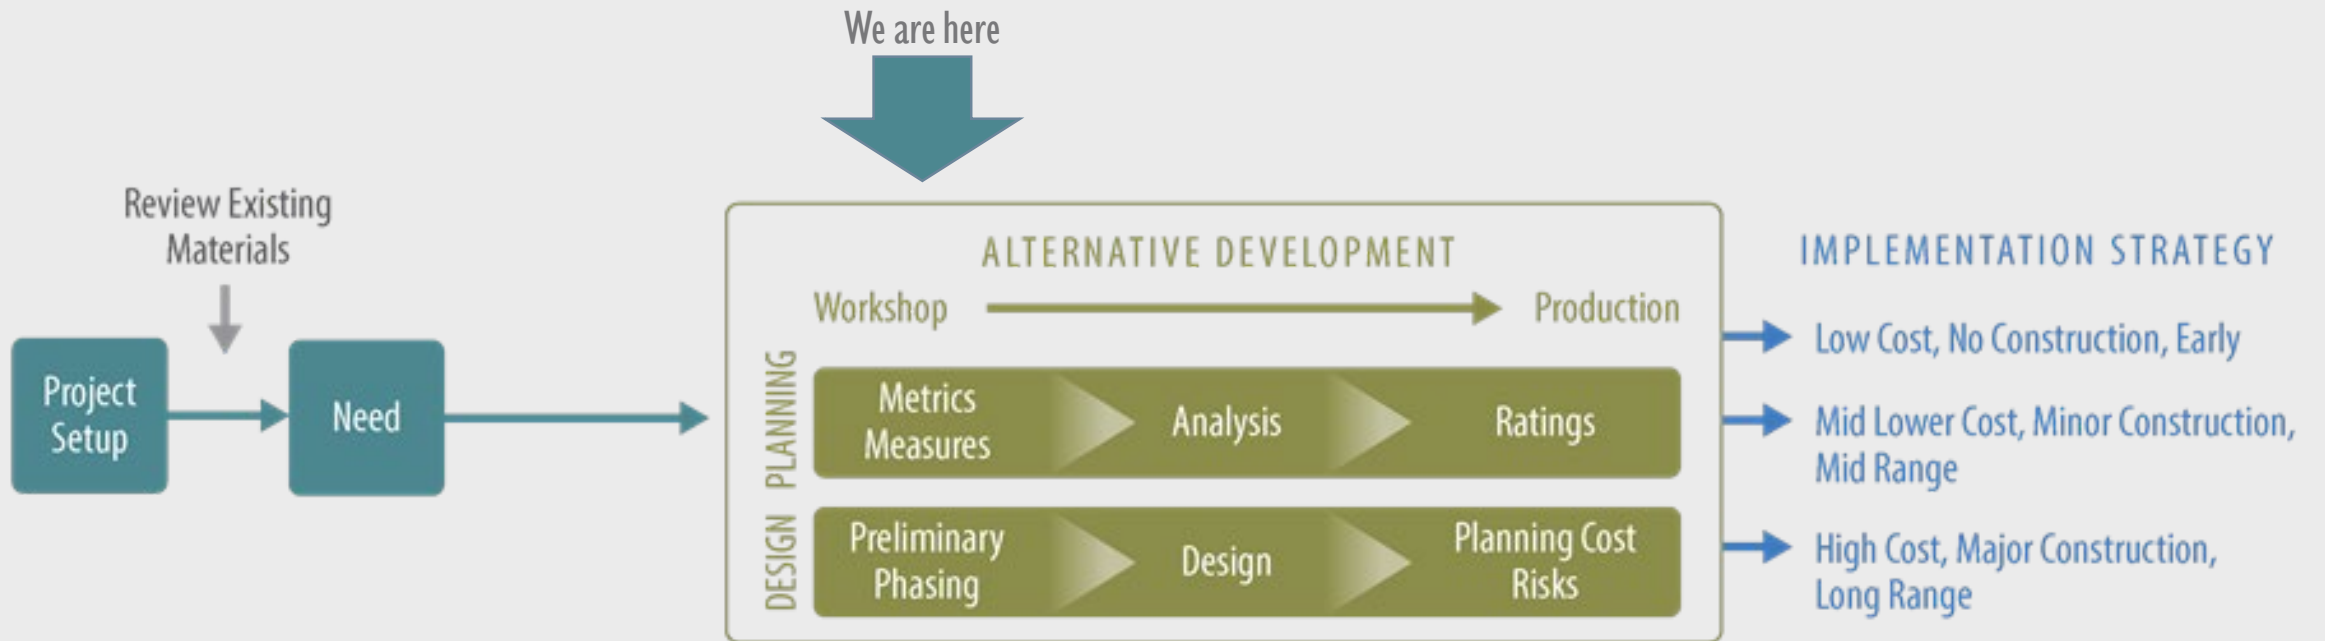 We are here
Review Existing
Materials
Project
Setup
Need
ALTERNATIVE DEVELOPMENT
Workshop
Production
PLANNING
Metrics
Measures
Analysis
Ratings
DESIGN
Preliminary
Phasing
Design
Planning Cost
Risks
IMPLEMENTATION STRATEGY
Low Cost, No Construction, Early
Mid Lower Cost, Minor Construction,
Mid Range
High Cost, Major Construction,
Long Range